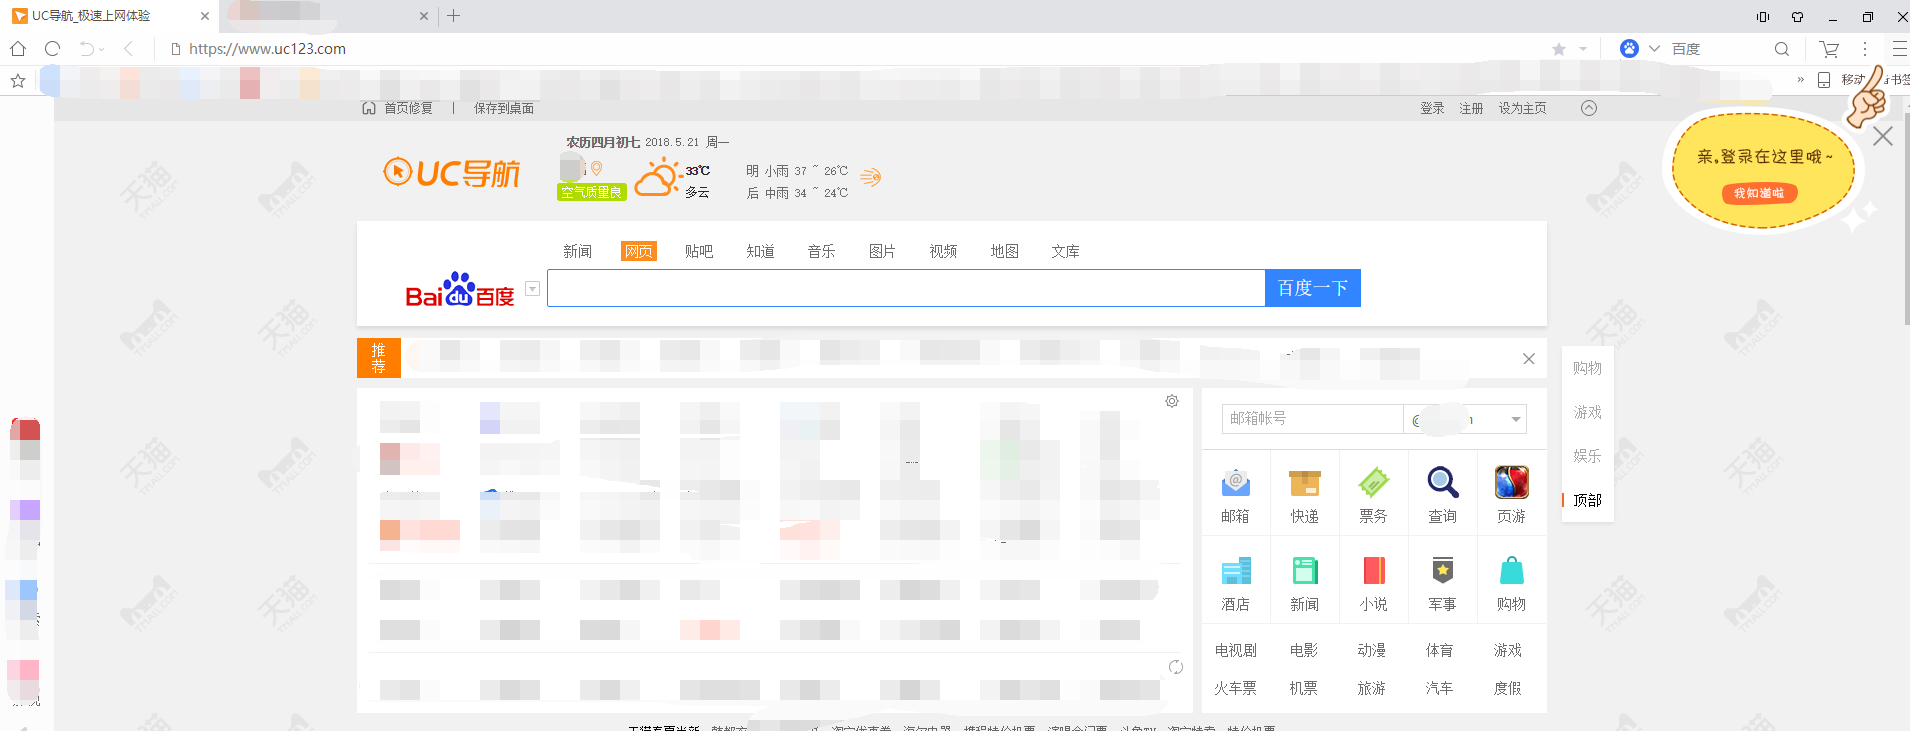 UC导航_极速上网体验
https://www.uc123.com
百度
移动
书签
首页修复 | 保存到桌面
登录 注册 设为主页
农历四月初七 2018.5.21 周一
UC导航
33℃
明 小雨 37 ~ 26℃
空气质量良
多云
后 中雨 34 ~ 24℃
亲,登录在这里哦~
我知道啦
新闻 网页 贴吧 知道 音乐 图片 视频 地图 文库
Bai du 百度
百度一下
推荐
购物
游戏
娱乐
顶部
邮箱帐号 @
邮箱 快递 票务 查询 页游
酒店 新闻 小说 军事 购物
电视剧 电影 动漫 体育 游戏
火车票 机票 旅游 汽车 度假
天猫 TMALL.COM